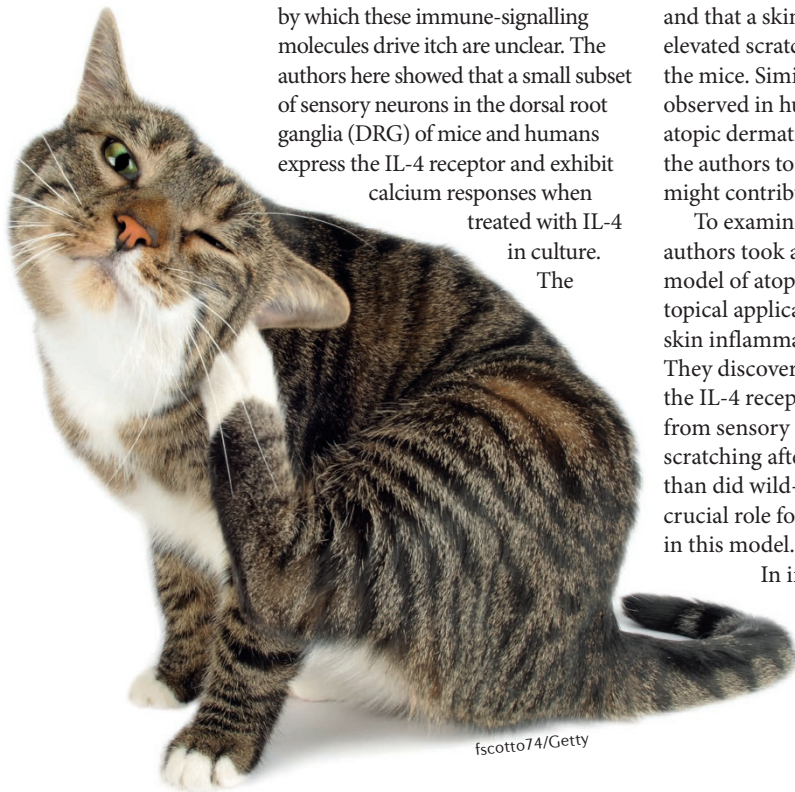 by which these immune-signalling
molecules drive itch are unclear. The
authors here showed that a small subset
of sensory neurons in the dorsal root
ganglia (DRG) of mice and humans
express the IL-4 receptor and exhibit
calcium responses when
treated with IL-4
in culture.
The
fscotto74/Getty
and that a skin
elevated scratc
the mice. Simi
observed in hu
atopic dermat
the authors to
might contribu
To examin
authors took a
model of atop
topical applica
skin inflamma
They discover
the IL-4 recep
from sensory
scratching afte
than did wild-
crucial role fo
in this model.
In i